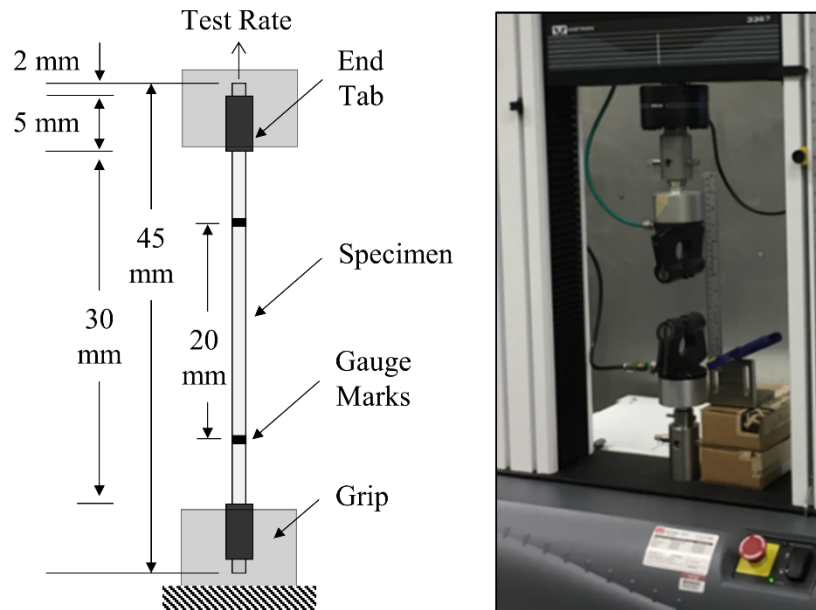 Test Rate
2 mm
End
Tab
5 mm
45
mm
Specimen
30
mm
20
mm
Gauge
Marks
Grip
3367